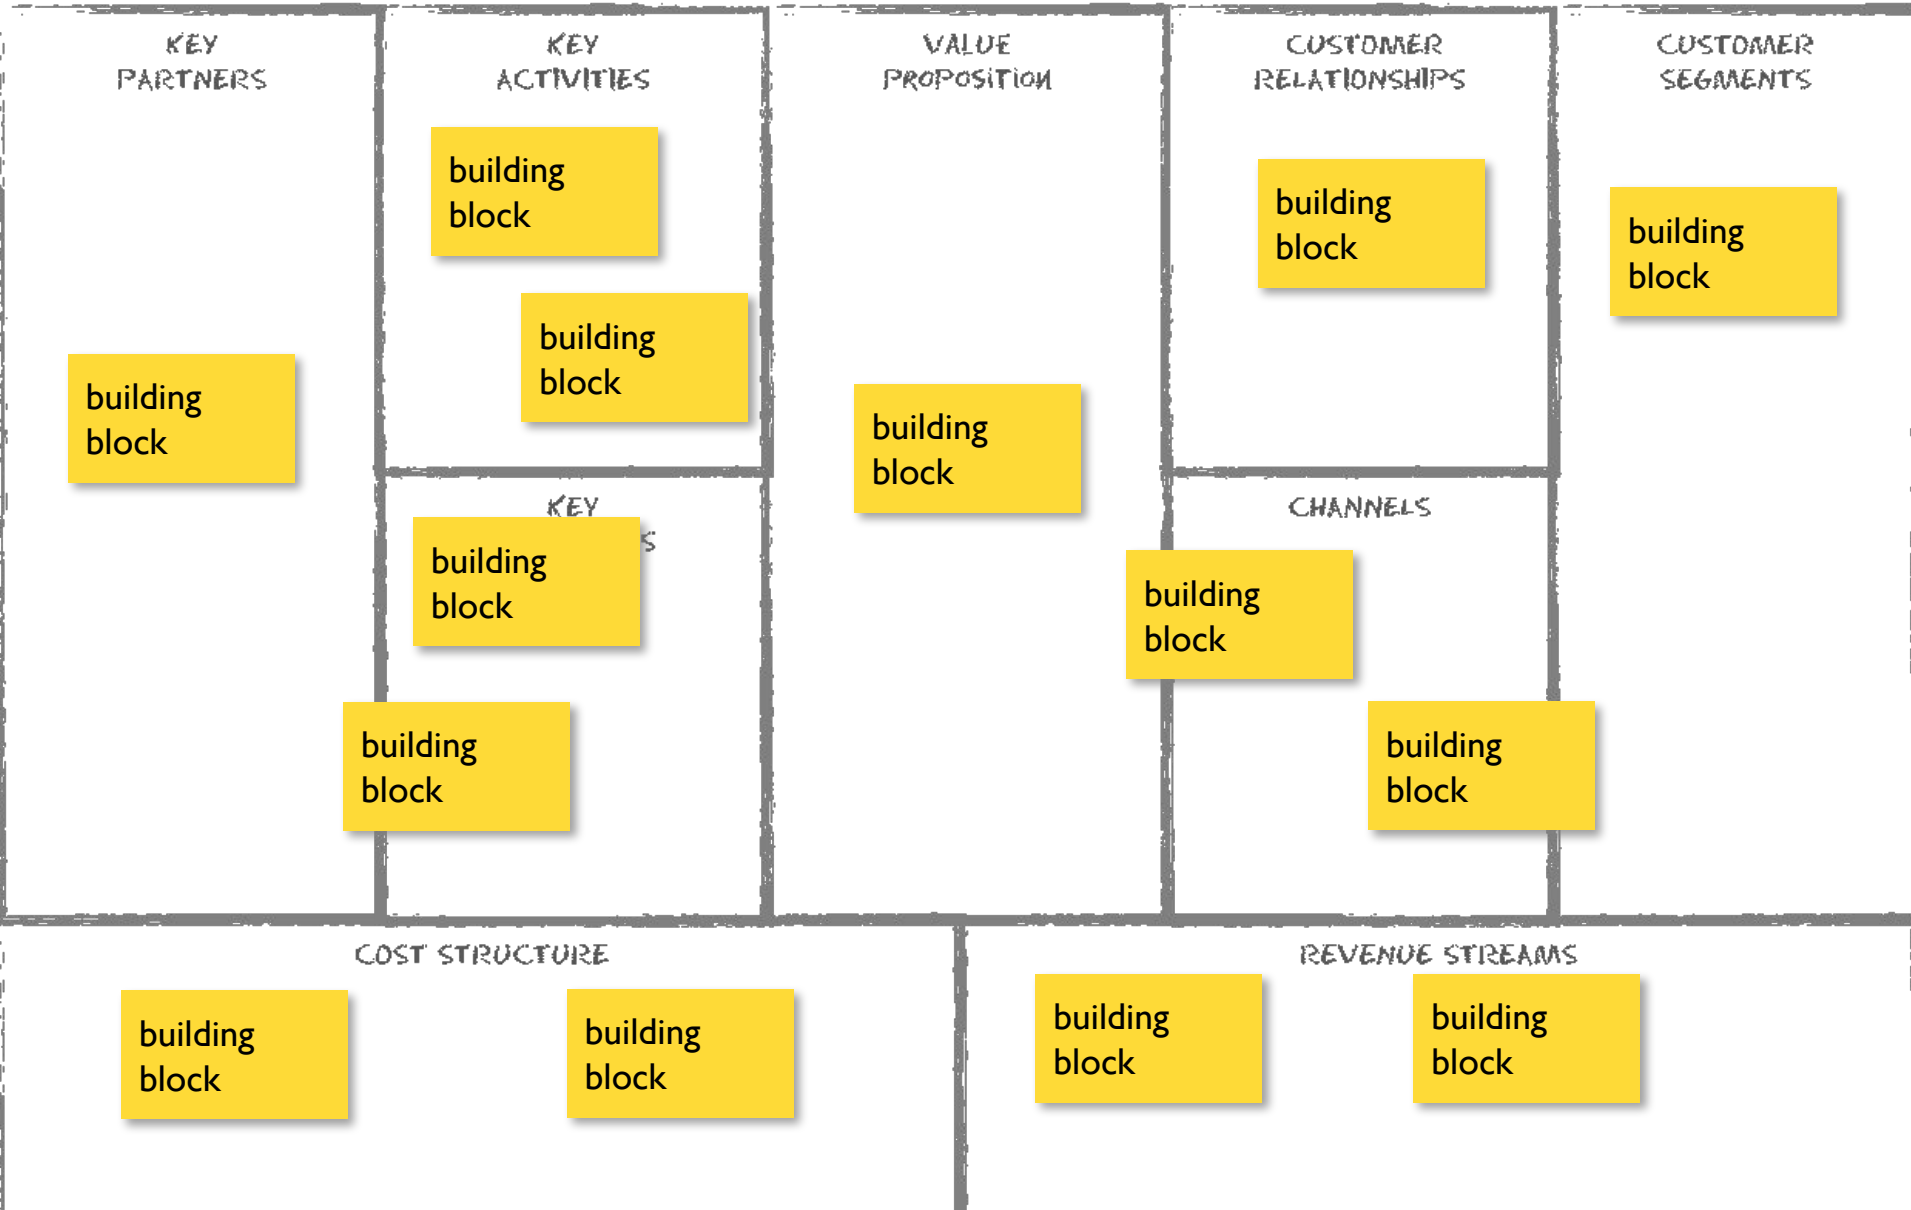 KEY
PARTNERS
building
block
KEY
ACTIVITIES
building
block
building
block
KEY
building
block
building
block
VALUE
PROPOSITION
building
block
CUSTOMER
RELATIONSHIPS
building
block
CHANNELS
building
block
building
block
CUSTOMER
SEGMENTS
building
block
COST STRUCTURE
building
block
building
block
REVENUE STREAMS
building
block
building
block